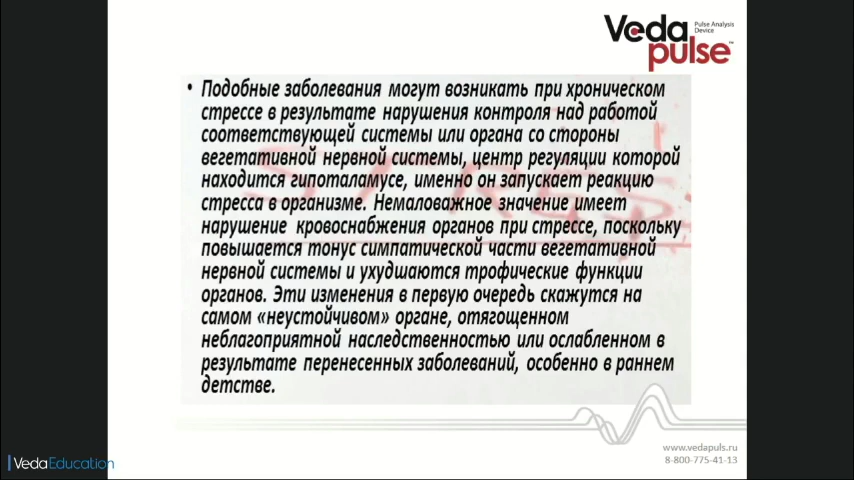 Veda
pulse™
Pulse Analysis
Device
• Подобные заболевания могут возникать при хроническом
стрессе в результате нарушения контроля над работой
соответствующей системы или органа со стороны
вегетативной нервной системы, центр регуляции которой
находится гипоталамусе, именно он запускает реакцию
стресса в организме. Немаловажное значение имеет
нарушение кровоснабжения органов при стрессе, поскольку
повышается тонус симпатической части вегетативной
нервной системы и ухудшаются трофические функции
органов. Эти изменения в первую очередь скажутся на
самом «неустойчивом» органе, отягощенном
неблагоприятной наследственностью или ослабленном в
результате перенесенных заболеваний, особенно в раннем
детстве.
www.vedapuls.ru
8-800-775-41-13
VedaEducation